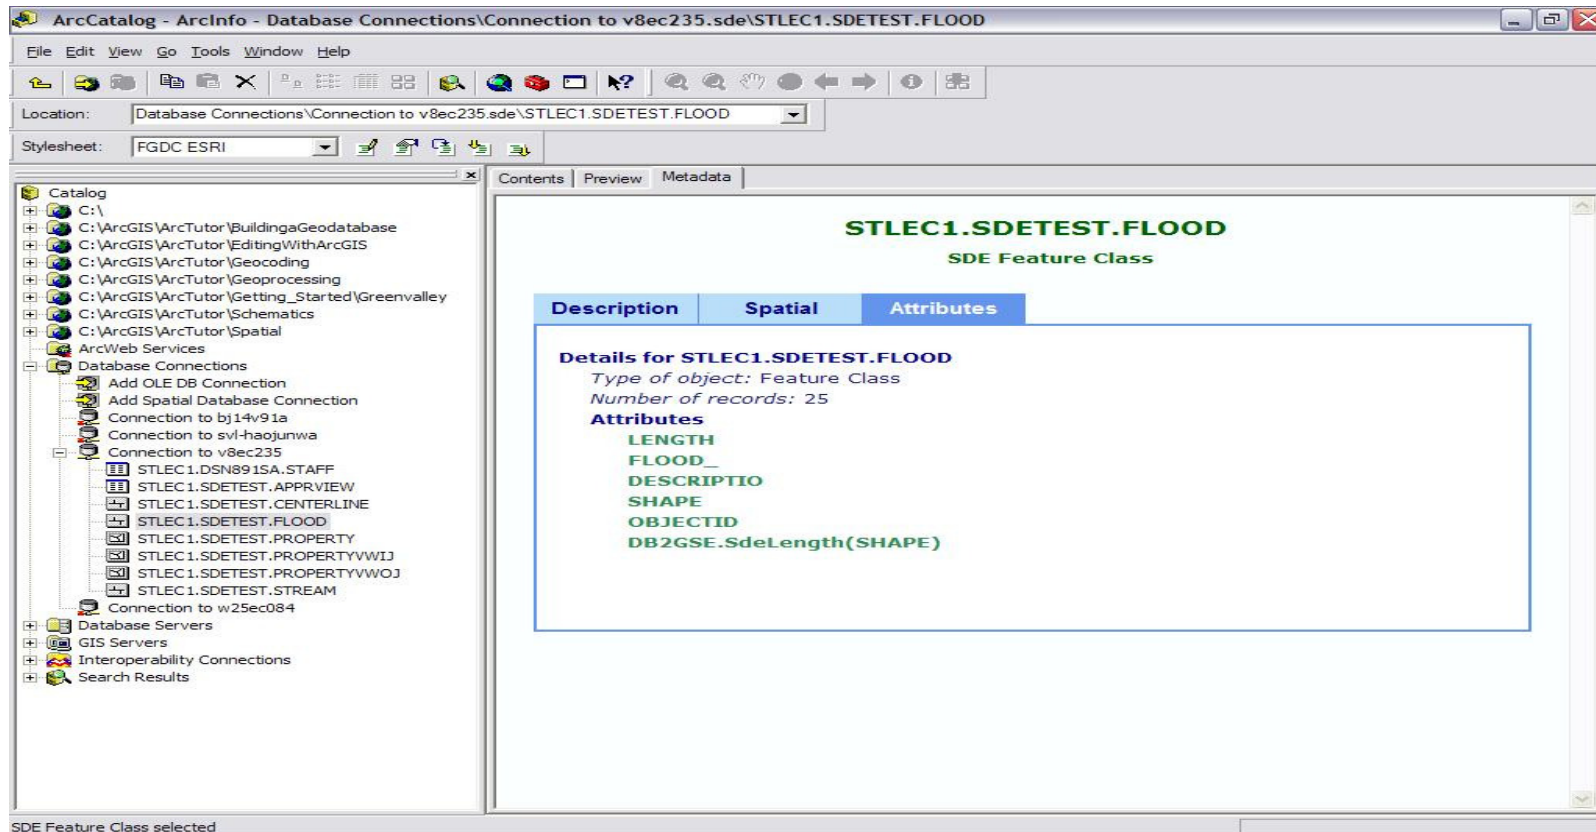 ArcCatalog - ArcInfo - Database Connections\Connection to v8ec235.sde\STLEC1.SDETEST.FLOOD
File Edit View Go Tools Window Help
Location: Database Connections\Connection to v8ec235.sde\STLEC1.SDETEST.FLOOD
Stylesheet: FGDC ESRI
Catalog
C:\
C:\ArcGIS\ArcTutor\BuildingaGeodatabase
C:\ArcGIS\ArcTutor\EditingWithArcGIS
C:\ArcGIS\ArcTutor\Geocoding
C:\ArcGIS\ArcTutor\Geoprocessing
C:\ArcGIS\ArcTutor\Getting_Started\Greenvalley
C:\ArcGIS\ArcTutor\Schematics
C:\ArcGIS\ArcTutor\Spatial
ArcWeb Services
Database Connections
Add OLE DB Connection
Add Spatial Database Connection
Connection to bj14v91a
Connection to svl-haojunwa
Connection to v8ec235
STLEC1.DSN891SA.STAFF
STLEC1.SDETEST.APPRVIEW
STLEC1.SDETEST.CENTERLINE
STLEC1.SDETEST.FLOOD
STLEC1.SDETEST.PROPERTY
STLEC1.SDETEST.PROPERTYVWIJ
STLEC1.SDETEST.PROPERTYVWOJ
STLEC1.SDETEST.STREAM
Connection to w25ec084
Database Servers
GIS Servers
Interoperability Connections
Search Results
Contents Preview Metadata
STLEC1.SDETEST.FLOOD
SDE Feature Class
Description Spatial Attributes
Details for STLEC1.SDETEST.FLOOD
Type of object: Feature Class
Number of records: 25
Attributes
LENGTH
FLOOD_
DESCRIPTIO
SHAPE
OBJECTID
DB2GSE.SdeLength(SHAPE)
SDE Feature Class selected